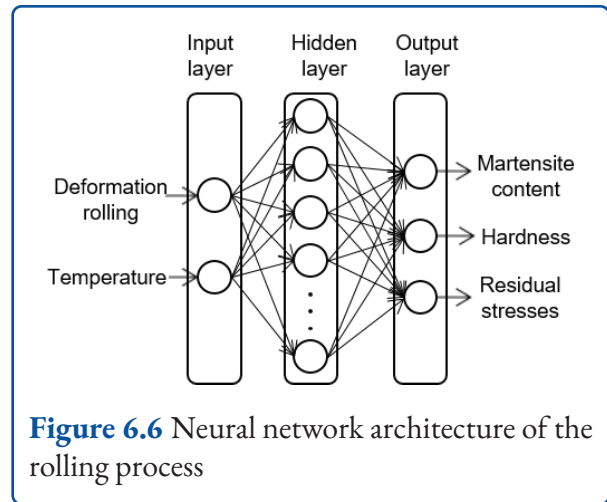 Input
layer
Hidden
layer
Output
layer
Deformation
rolling
Temperature
Martensite
content
Hardness
Residual
stresses
Figure 6.6 Neural network architecture of the
rolling process